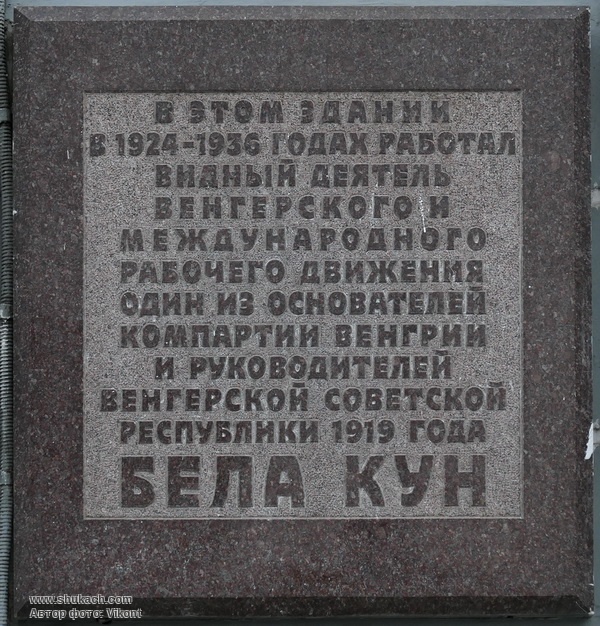 В ЭТОМ ЗДАНИИ
В 1924-1936 ГОДАХ РАБОТАЛ
ВИДНЫЙ ДЕЯТЕЛЬ
ВЕНГЕРСКОГО И
МЕЖДУНАРОДНОГО
РАБОЧЕГО ДВИЖЕНИЯ
ОДИН ИЗ ОСНОВАТЕЛЕЙ
КОМПАРТИИ ВЕНГРИИ
И РУКОВОДИТЕЛЕЙ
ВЕНГЕРСКОЙ СОВЕТСКОЙ
РЕСПУБЛИКИ 1919 ГОДА
БЕЛА КУН
www.shukach.com
Автор фото: Vikont